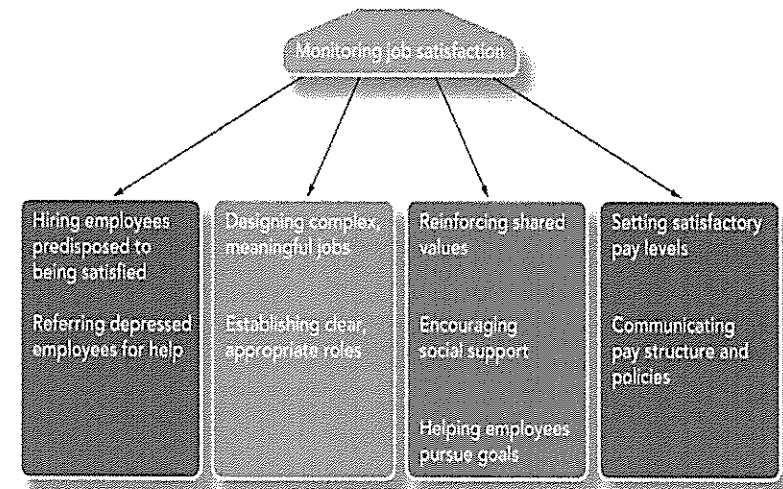 Monitoring job satisfaction
Hiring employees
predisposed to
being satisfied
Referring depressed
employees for help
Designing complex,
meaningful jobs
Establishing clear,
appropriate roles
Reinforcing shared
values
Encouraging
social support
Helping employees
pursue goals
Setting satisfactory
pay levels
Communicating
pay structure and
policies